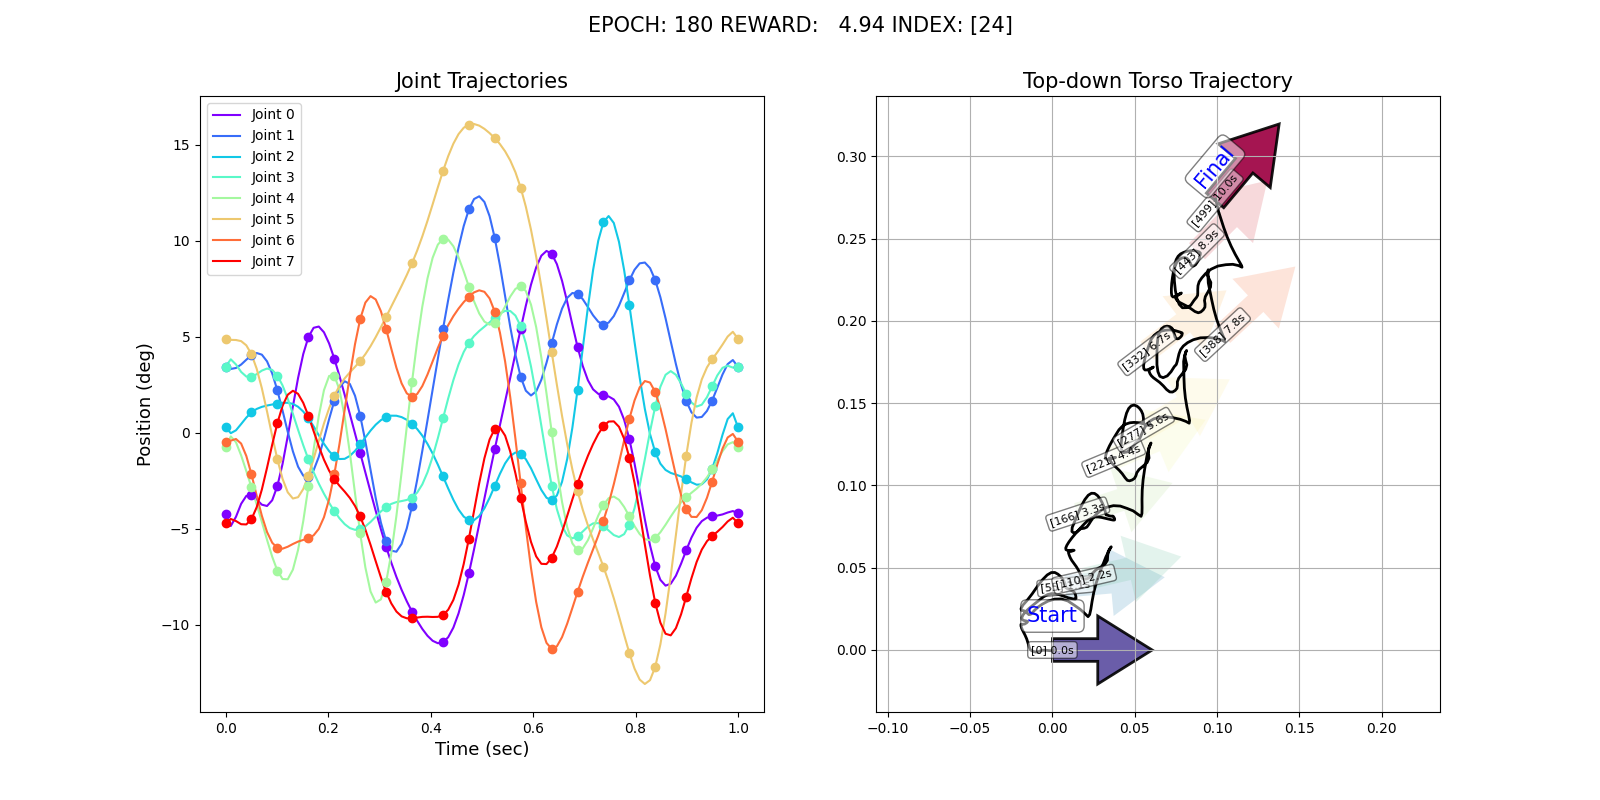 EPOCH: 180 REWARD:   4.94 INDEX: [24]
Joint Trajectories
Joint 0
Joint 1
Joint 2
Joint 3
Joint 4
Joint 5
Joint 6
Joint 7
15
10
5
0
−5
−10
Position (deg)
0.0
0.2
0.4
0.6
0.8
1.0
Time (sec)
Top-down Torso Trajectory
0.30
0.25
0.20
0.15
0.10
0.05
0.00
−0.10
−0.05
0.00
0.05
0.10
0.15
0.20
Final
[499] 10.0s
[443] 8.9s
[388] 7.8s
[332] 6.7s
[277] 5.6s
[221] 4.4s
[166] 3.3s
[110] 2.2s
Start
[0] 0.0s